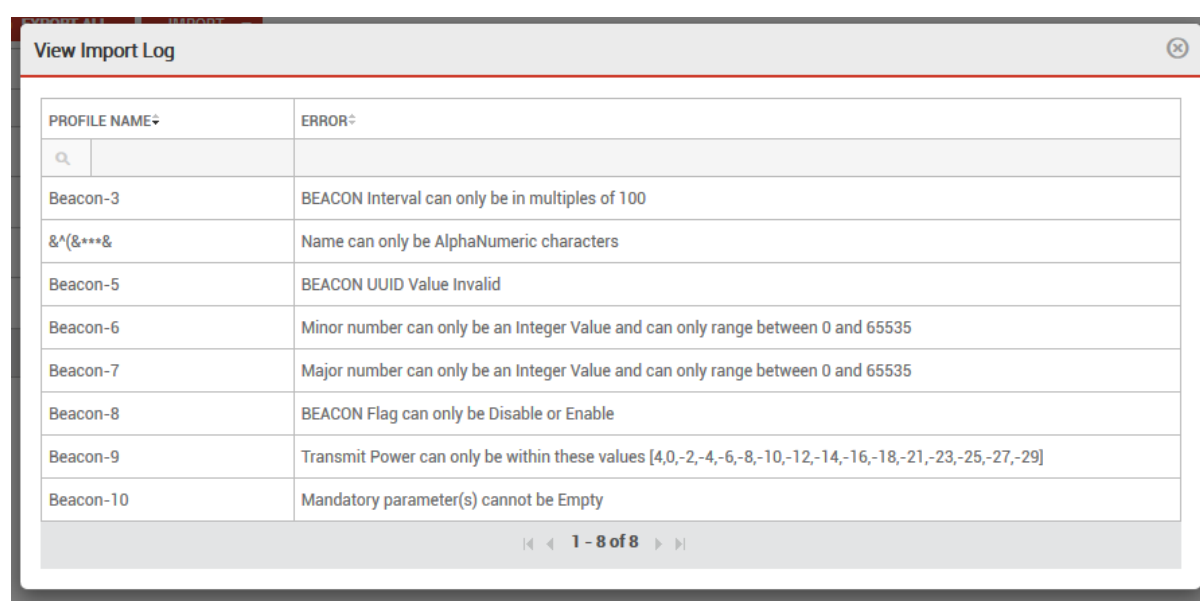 EXPORT ALL IMPORT
View Import Log
PROFILE NAME ERROR
Beacon-3 BEACON Interval can only be in multiples of 100
&^(&***& Name can only be AlphaNumeric characters
Beacon-5 BEACON UUID Value Invalid
Beacon-6 Minor number can only be an Integer Value and can only range between 0 and 65535
Beacon-7 Major number can only be an Integer Value and can only range between 0 and 65535
Beacon-8 BEACON Flag can only be Disable or Enable
Beacon-9 Transmit Power can only be within these values [4,0,-2,-4,-6,-8,-10,-12,-14,-16,-18,-21,-23,-25,-27,-29]
Beacon-10 Mandatory parameter(s) cannot be Empty
1 - 8 of 8